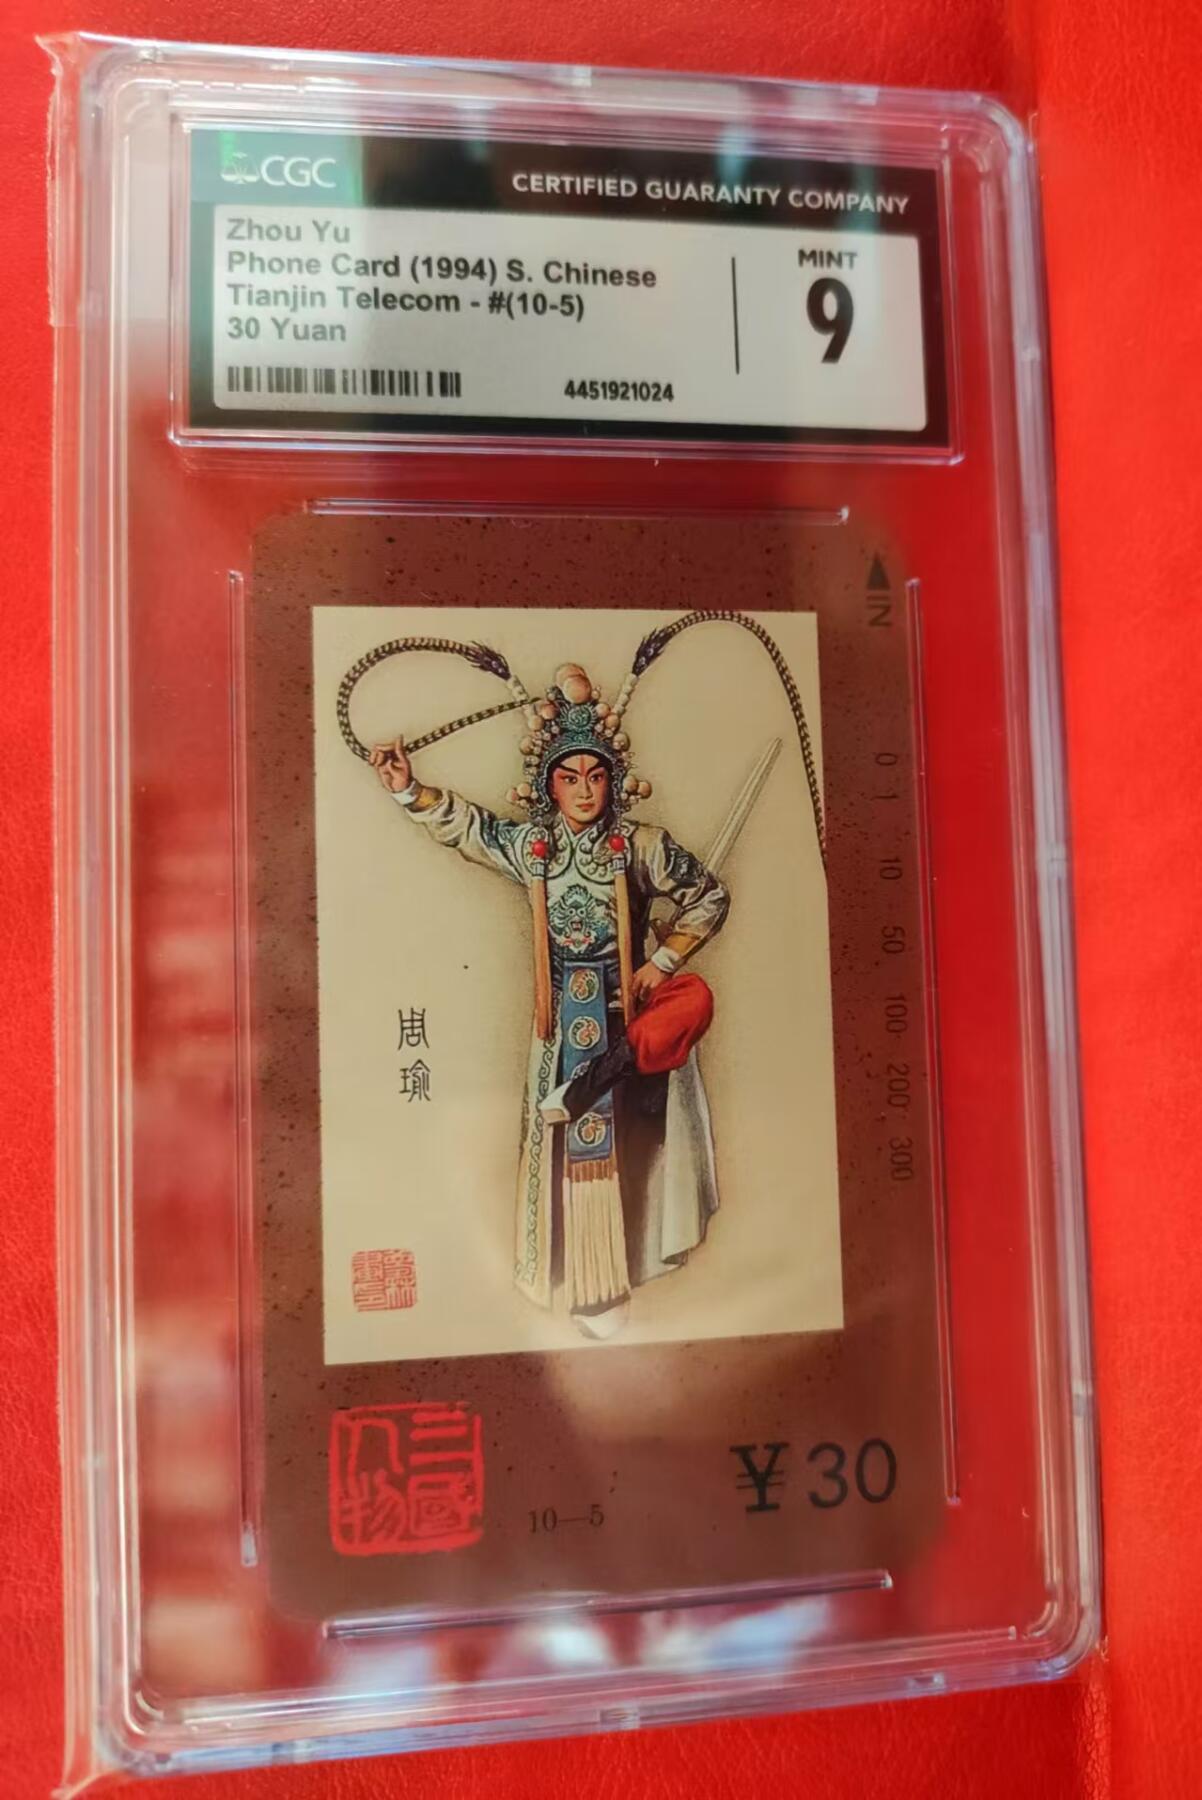 CGC
CERTIFIED GUARANTY COMPANY
Zhou Yu
Phone Card (1994) S. Chinese
Tianjin Telecom - #(10-5)
30 Yuan
MINT
9
4451921024
IN
0 1 10 50 100 200 300
周瑜
三國人物
10—5
¥30